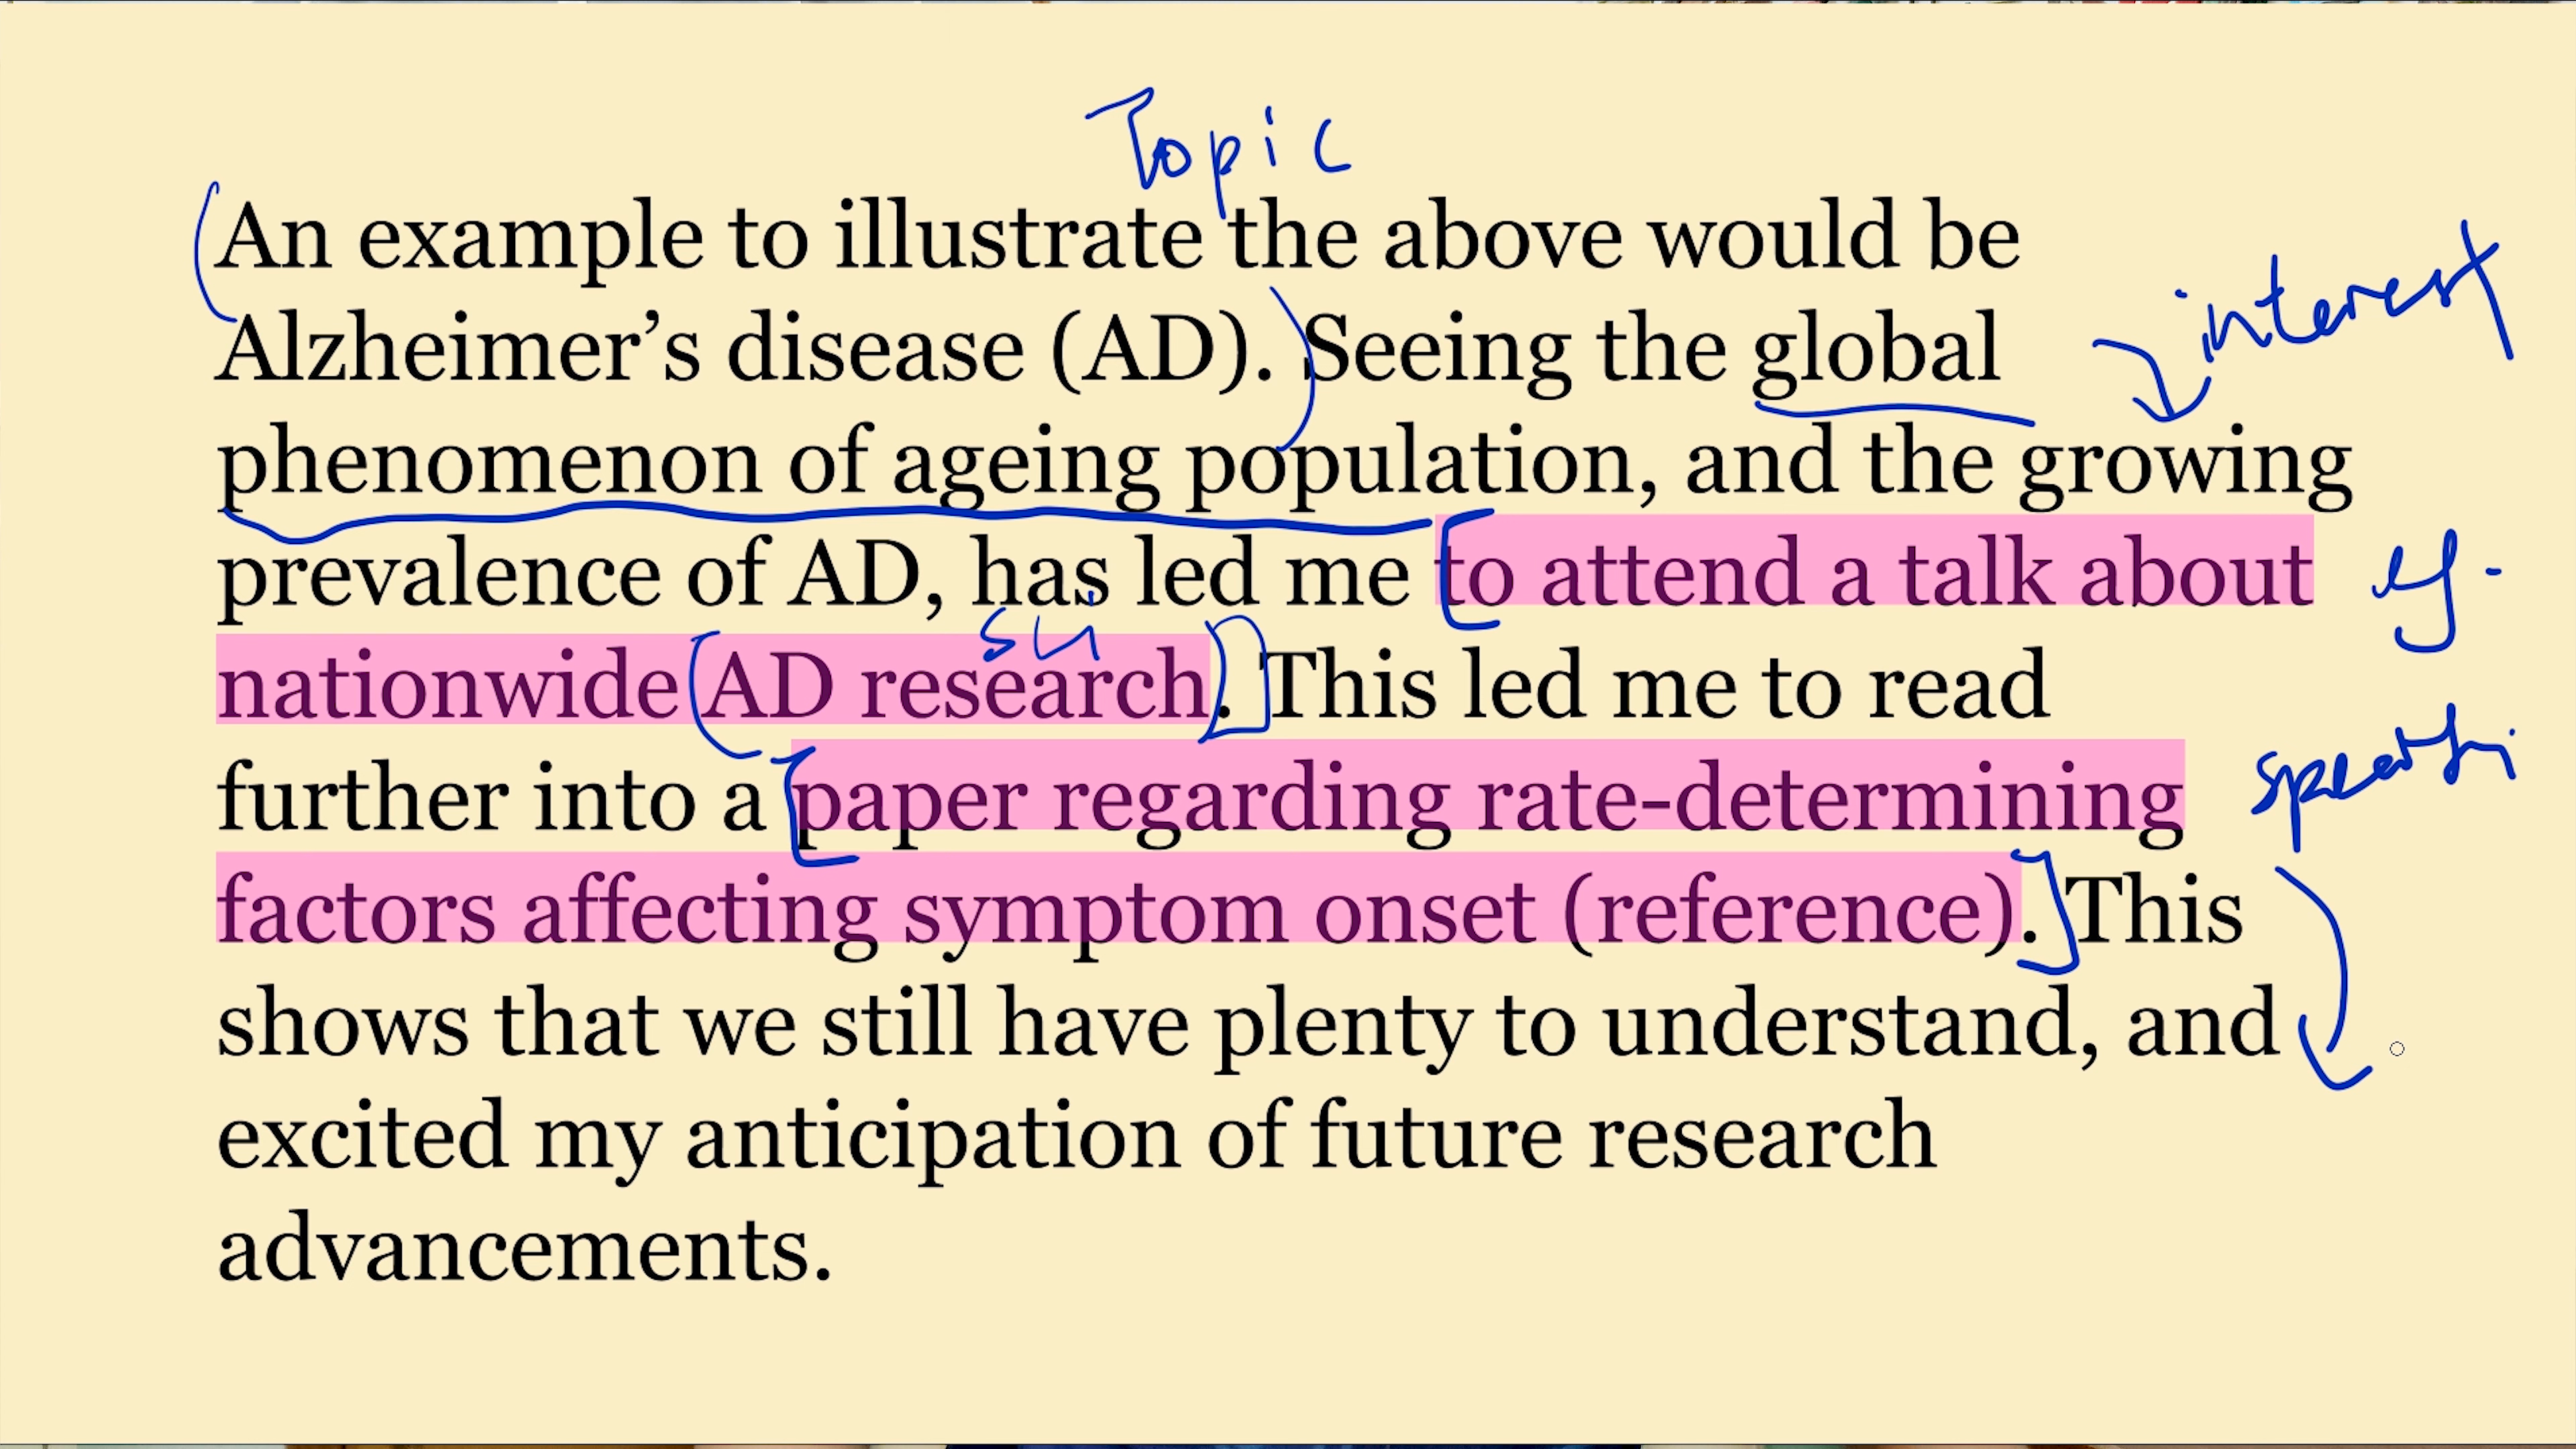 Topic
An example to illustrate the above would be
Alzheimer’s disease (AD). Seeing the global
interest
phenomenon of ageing population, and the growing
prevalence of AD, has led me to attend a talk about
nationwide AD research. This led me to read
further into a paper regarding rate-determining
factors affecting symptom onset (reference). This
shows that we still have plenty to understand, and
excited my anticipation of future research
advancements.